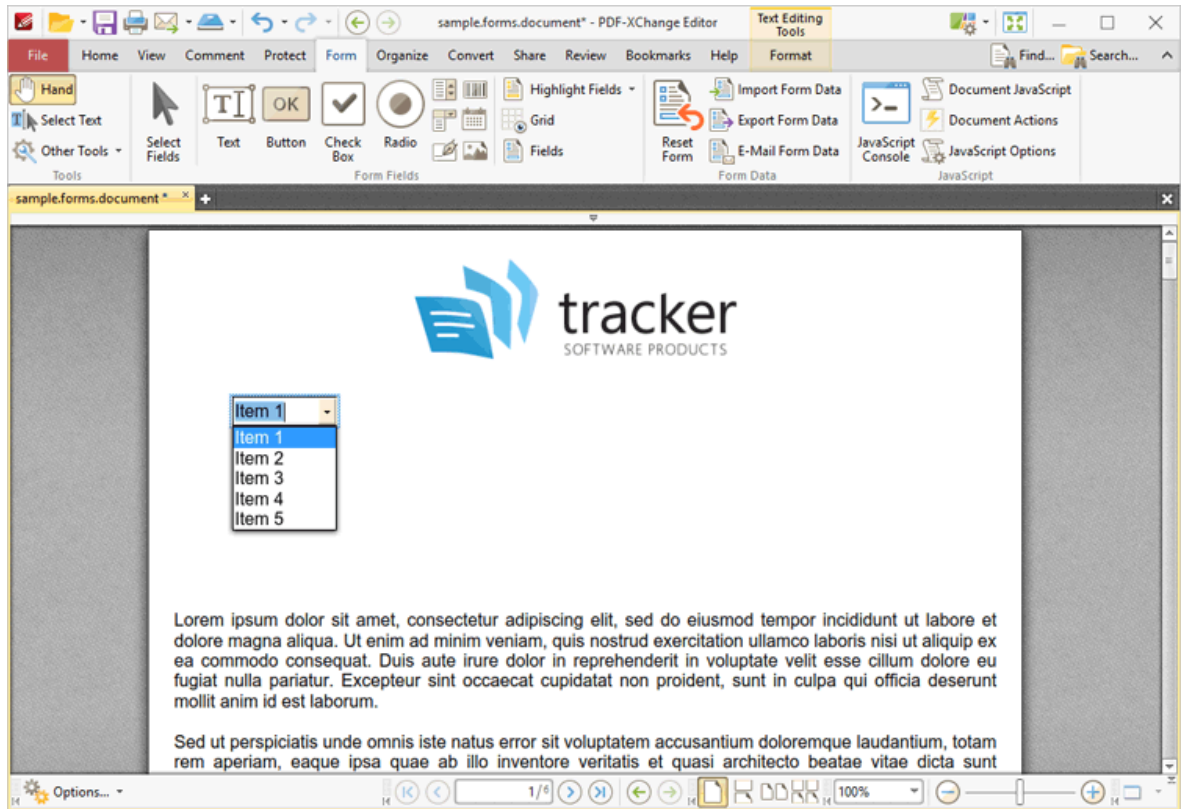 sample.forms.document* - PDF-XChange Editor
Text Editing
Tools
File Home View Comment Protect Form Organize Convert Share Review Bookmarks Help Format Find... Search...
Hand
Select Text
Other Tools
Tools
Select
Fields
Text
OK
Button
Check
Box
Radio
Form Fields
Highlight Fields
Grid
Fields
Reset
Form
Import Form Data
Export Form Data
E-Mail Form Data
Form Data
JavaScript
Console
Document JavaScript
Document Actions
JavaScript Options
JavaScript
sample.forms.document *
tracker
SOFTWARE PRODUCTS
Item 1
Item 1
Item 2
Item 3
Item 4
Item 5
Lorem ipsum dolor sit amet, consectetur adipiscing elit, sed do eiusmod tempor incididunt ut labore et
dolore magna aliqua. Ut enim ad minim veniam, quis nostrud exercitation ullamco laboris nisi ut aliquip ex
ea commodo consequat. Duis aute irure dolor in reprehenderit in voluptate velit esse cillum dolore eu
fugiat nulla pariatur. Excepteur sint occaecat cupidatat non proident, sunt in culpa qui officia deserunt
mollit anim id est laborum.
Sed ut perspiciatis unde omnis iste natus error sit voluptatem accusantium doloremque laudantium, totam
rem aperiam, eaque ipsa quae ab illo inventore veritatis et quasi architecto beatae vitae dicta sunt
Options... 1/6 100%